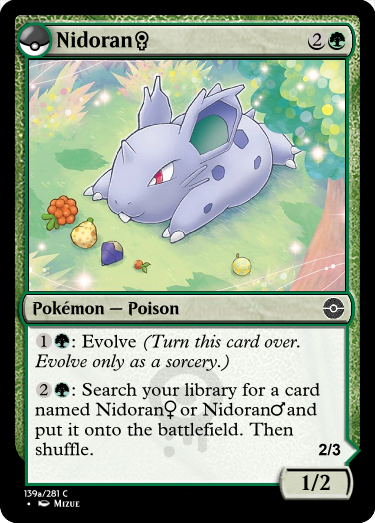 Nidoran♀ 2
Pokémon — Poison
1: Evolve (Turn this card over.
Evolve only as a sorcery.)
2: Search your library for a card
named Nidoran♀ or Nidoran♂ and
put it onto the battlefield. Then
shuffle.
2/3
1/2
139a/281 C
• Mizue